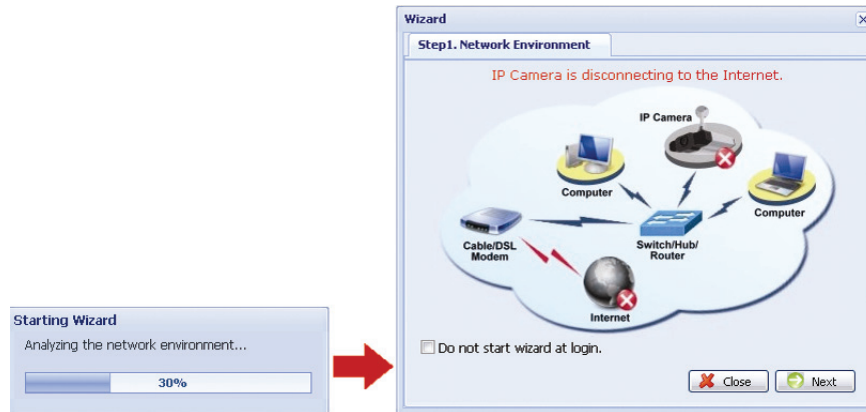 Starting Wizard
Analyzing the network environment...
30%
Wizard
Step1. Network Environment
IP Camera is disconnecting to the Internet.
IP Camera
Computer
Computer
Cable/DSL
Modem
Switch/Hub/
Router
Internet
Do not start wizard at login.
Close
Next